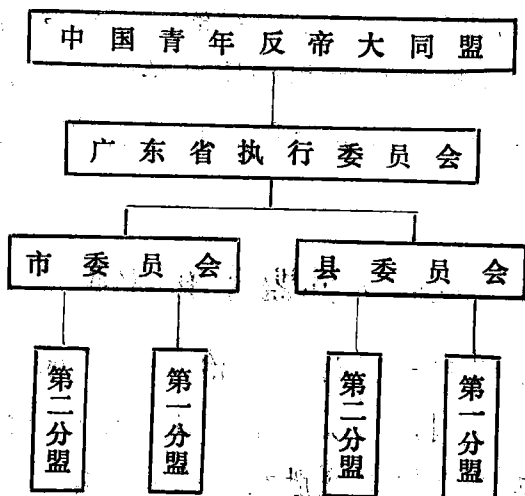 中国青年反帝大同盟
广东省执行委员会
市委员会
县委员会
第二分盟
第一分盟
第二分盟
第一分盟